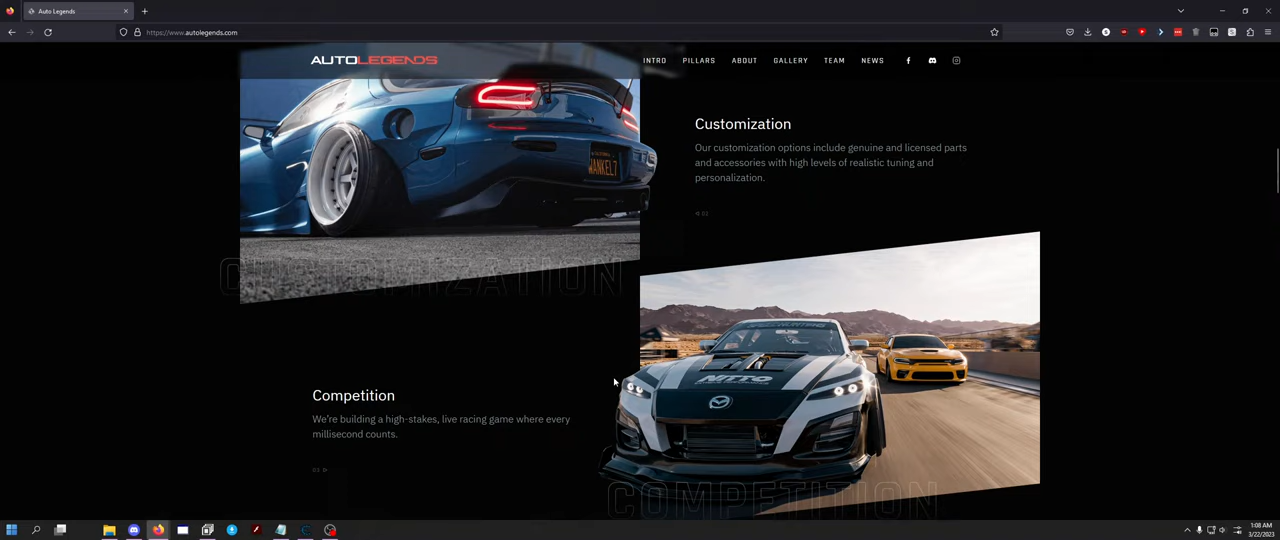 Auto Legends
https://www.autolegends.com
AUTOLEGENDS
INTRO PILLARS ABOUT GALLERY TEAM NEWS
WANKEL7
Customization
Our customization options include genuine and licensed parts
and accessories with high levels of realistic tuning and
personalization.
CUSTOMIZATION
NITTO
Competition
We're building a high-stakes, live racing game where every
millisecond counts.
COMPETITION
1:08 AM
3/22/2023